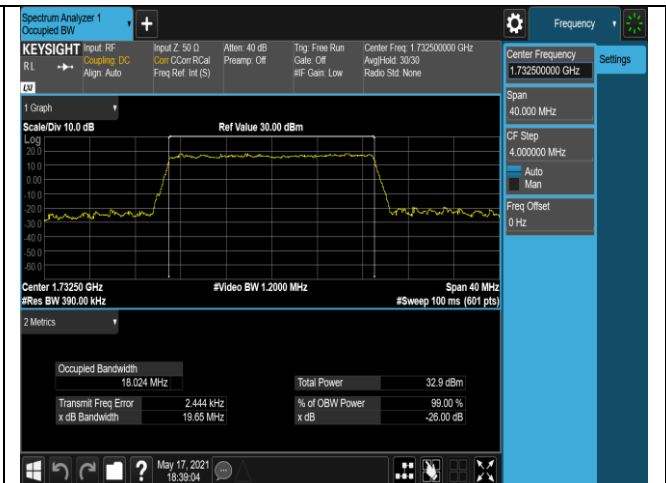 Spectrum Analyzer 1
Occupied BW
+
Frequency
KEYSIGHT
RL
LXI
Input: RF
Coupling: DC
Align: Auto
Input Z: 50 Ω
Corr CCorr RCal
Freq Ref: Int (S)
Atten: 40 dB
Preamp: Off
Trig: Free Run
Gate: Off
#IF Gain: Low
Center Freq: 1.732500000 GHz
Avg|Hold: 30/30
Radio Std: None
Center Frequency
1.732500000 GHz
Settings
Span
40.000 MHz
CF Step
4.000000 MHz
Auto
Man
Freq Offset
0 Hz
1 Graph
Scale/Div 10.0 dB
Ref Value 30.00 dBm
Log
20.0
10.0
0.00
-10.0
-20.0
-30.0
-40.0
-50.0
-60.0
Center 1.73250 GHz
#Video BW 1.2000 MHz
Span 40 MHz
#Res BW 390.00 kHz
#Sweep 100 ms (601 pts)
2 Metrics
Occupied Bandwidth
18.024 MHz
Total Power 32.9 dBm
Transmit Freq Error 2.444 kHz
% of OBW Power 99.00 %
x dB Bandwidth 19.65 MHz
x dB -26.00 dB
?
May 17, 2021
18:39:04